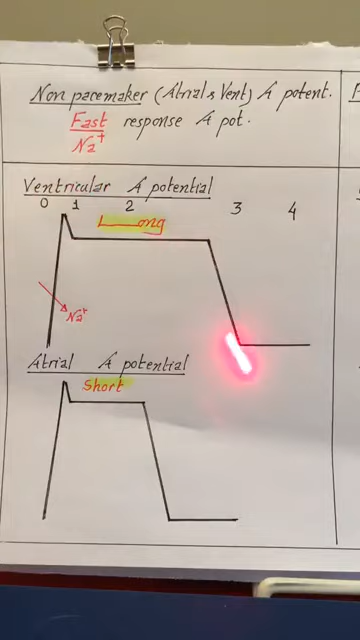 Non pacemaker (Atrial & Vent) A potent.
Fast response A pot.
Na+
Ventricular A potential
0 1 2 3 4
Long
Na+
Atrial A potential
Short